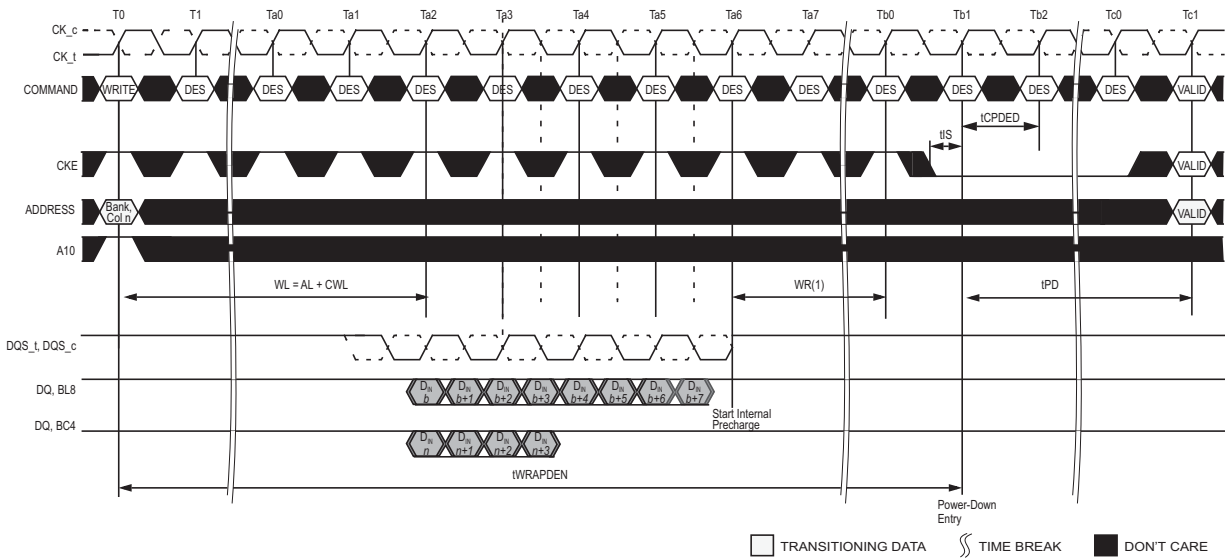 T0 T1 Ta0 Ta1 Ta2 Ta3 Ta4 Ta5 Ta6 Ta7 Tb0 Tb1 Tb2 Tc0 Tc1
CK_c
CK_t
COMMAND WRITE DES DES DES DES DES DES DES DES DES DES DES DES DES VALID
tCPDED
tIS
CKE VALID
ADDRESS Bank, Col n VALID
A10
WL = AL + CWL WR(1) tPD
DQS_t, DQS_c
DQ, BL8 DIN b DIN b+1 DIN b+2 DIN b+3 DIN b+4 DIN b+5 DIN b+6 DIN b+7
Start Internal
Precharge
DQ, BC4 DIN n DIN n+1 DIN n+2 DIN n+3
tWRAPDEN
Power-Down
Entry
TRANSITIONING DATA TIME BREAK DON'T CARE